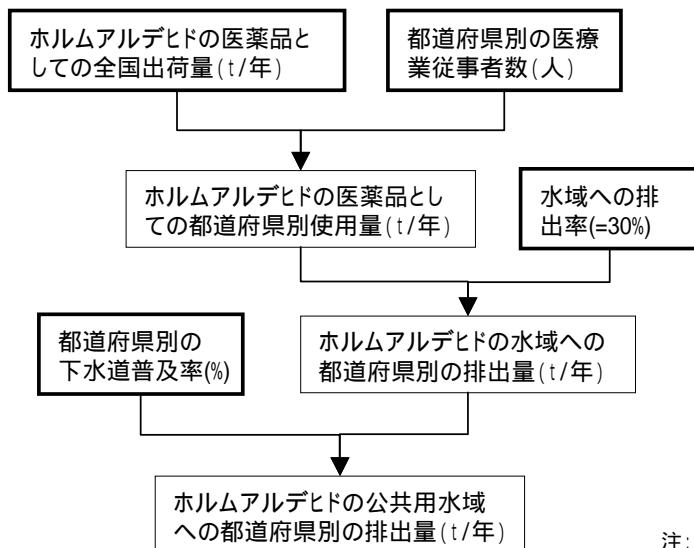 ホルムアルデヒドの医薬品と
しての全国出荷量(t/年)
都道府県別の医療
業従事者数(人)
ホルムアルデヒドの医薬品とし
ての都道府県別使用量(t/年)
水域への排
出率(=30%)
都道府県別の
下水道普及率(%)
ホルムアルデヒドの水域への
都道府県別の排出量(t/年)
ホルムアルデヒドの公共用水域
への都道府県別の排出量(t/年)
注: